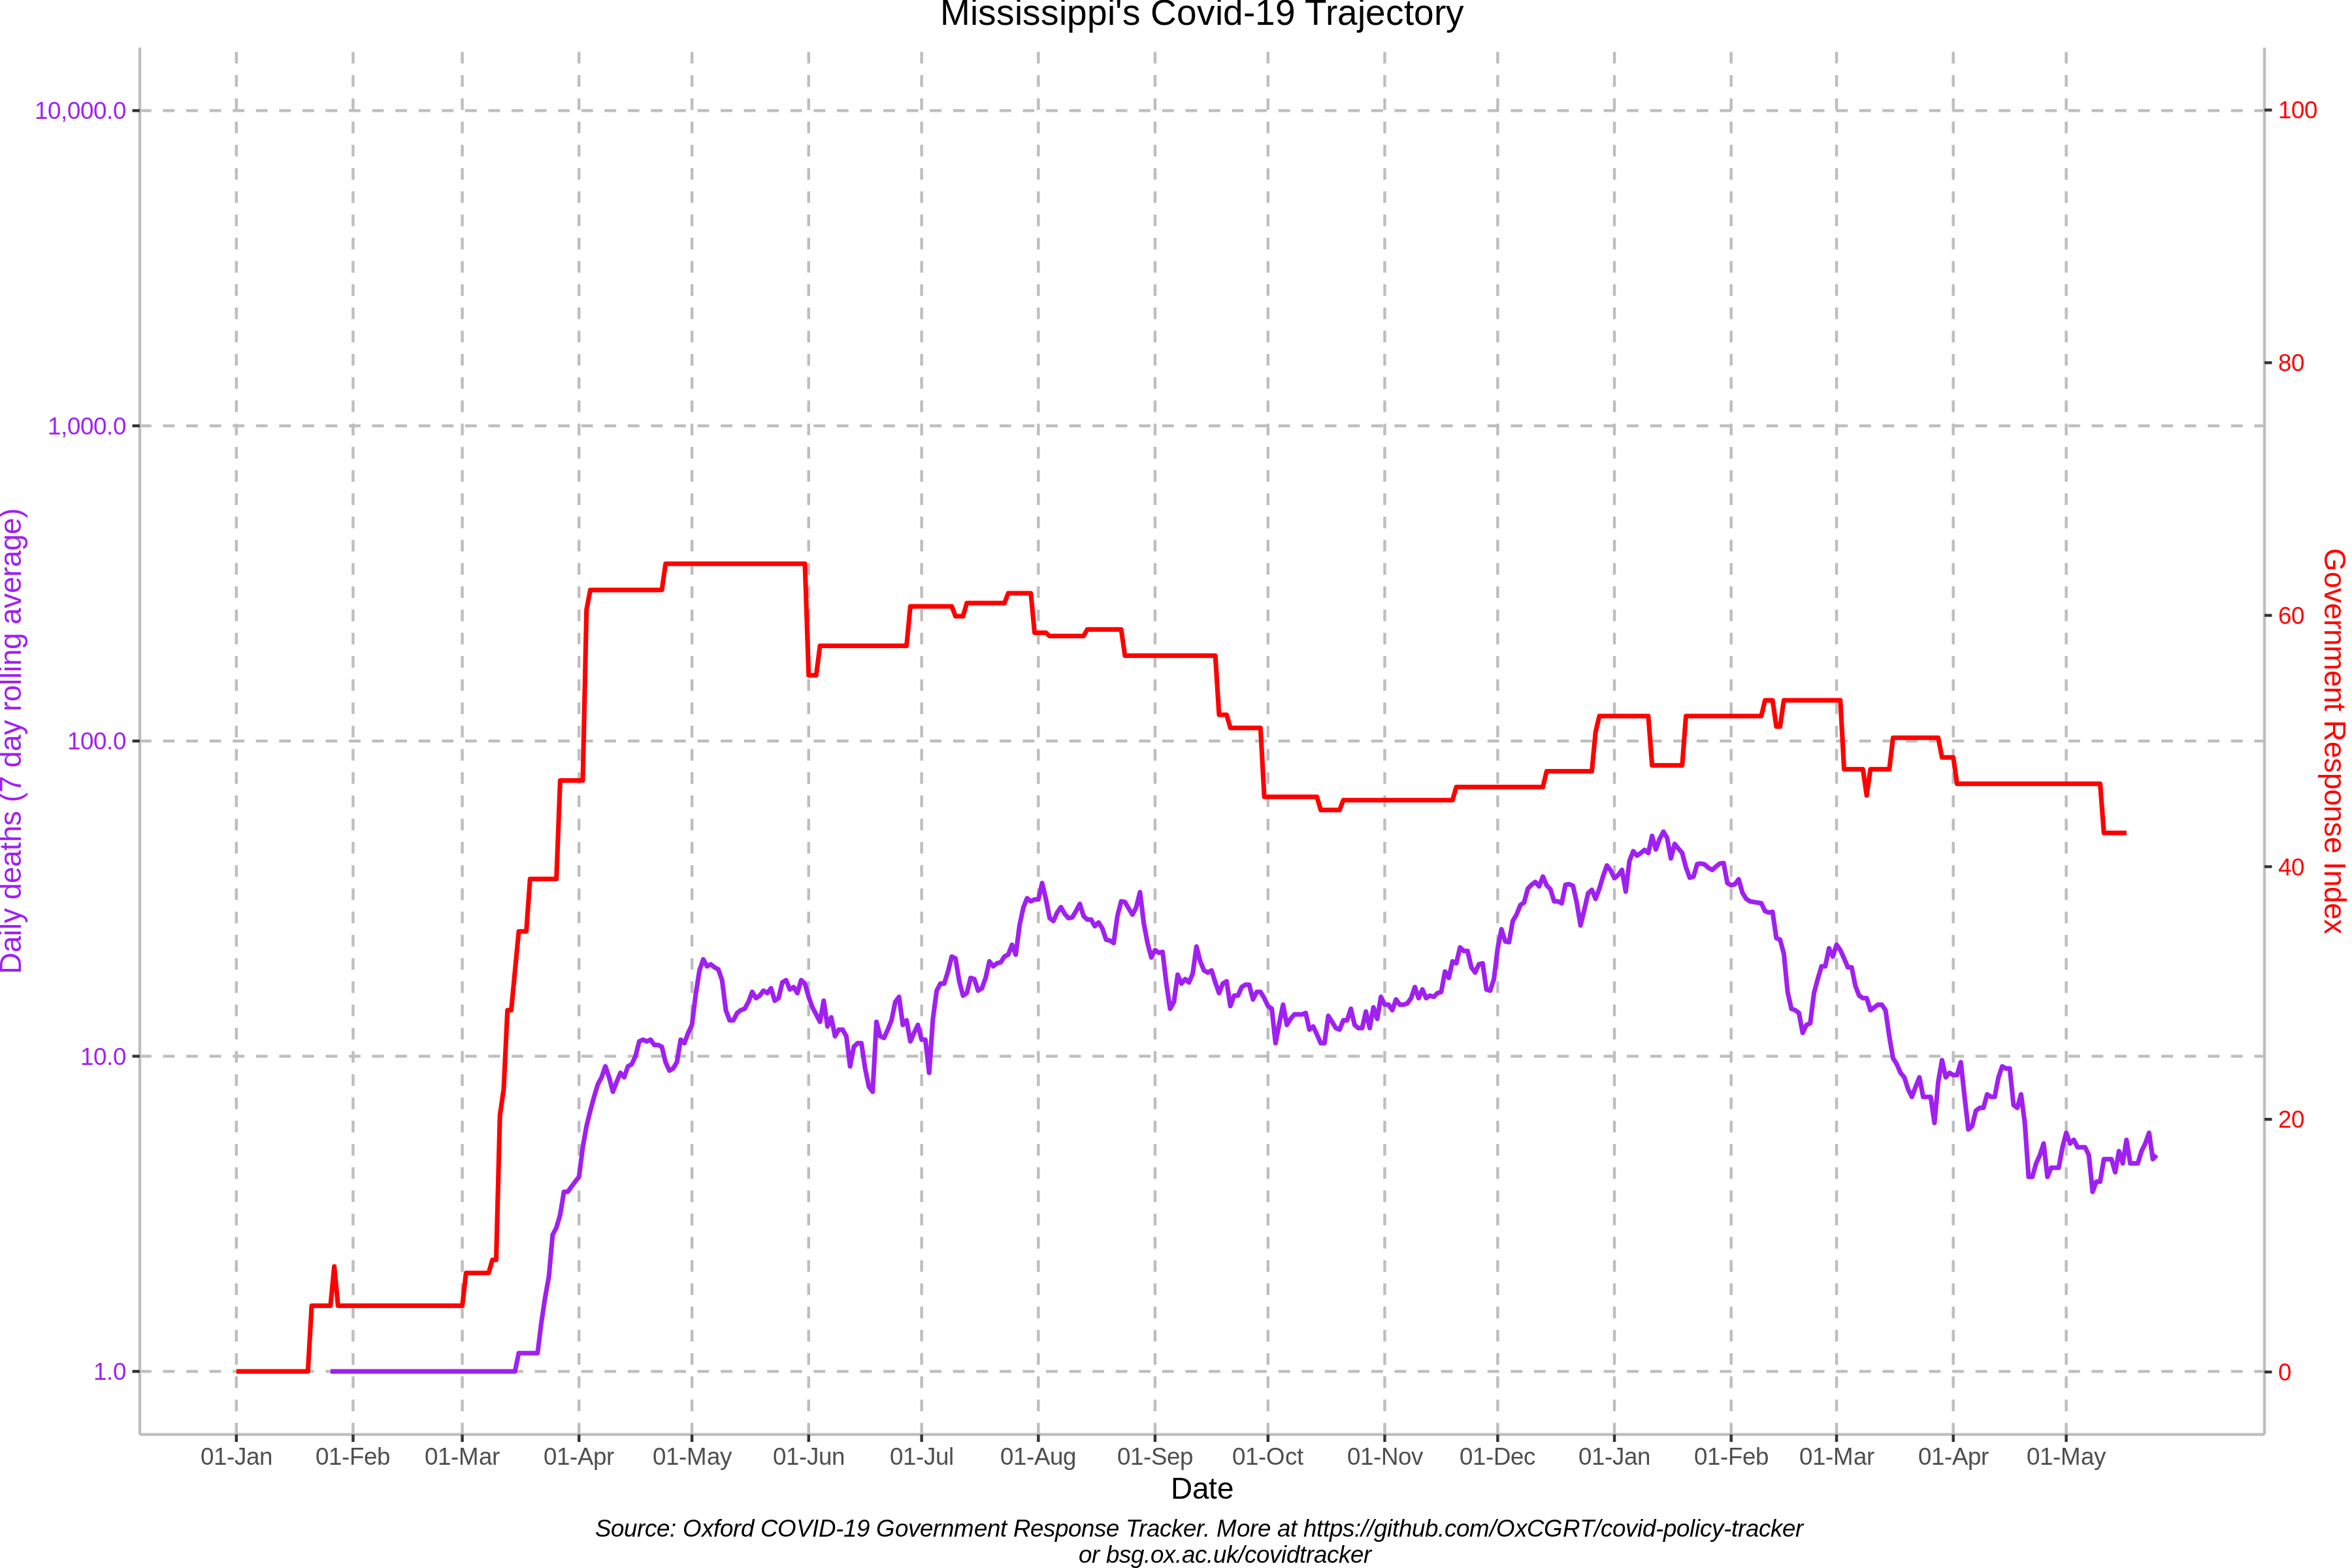 Mississippi's Covid-19 Trajectory
10,000.0
1,000.0
100.0
10.0
1.0
Daily deaths (7 day rolling average)
100
80
60
40
20
0
Government Response Index
01-Jan 01-Feb 01-Mar 01-Apr 01-May 01-Jun 01-Jul 01-Aug 01-Sep 01-Oct 01-Nov 01-Dec 01-Jan 01-Feb 01-Mar 01-Apr 01-May
Date
Source: Oxford COVID-19 Government Response Tracker. More at https://github.com/OxCGRT/covid-policy-tracker
or bsg.ox.ac.uk/covidtracker